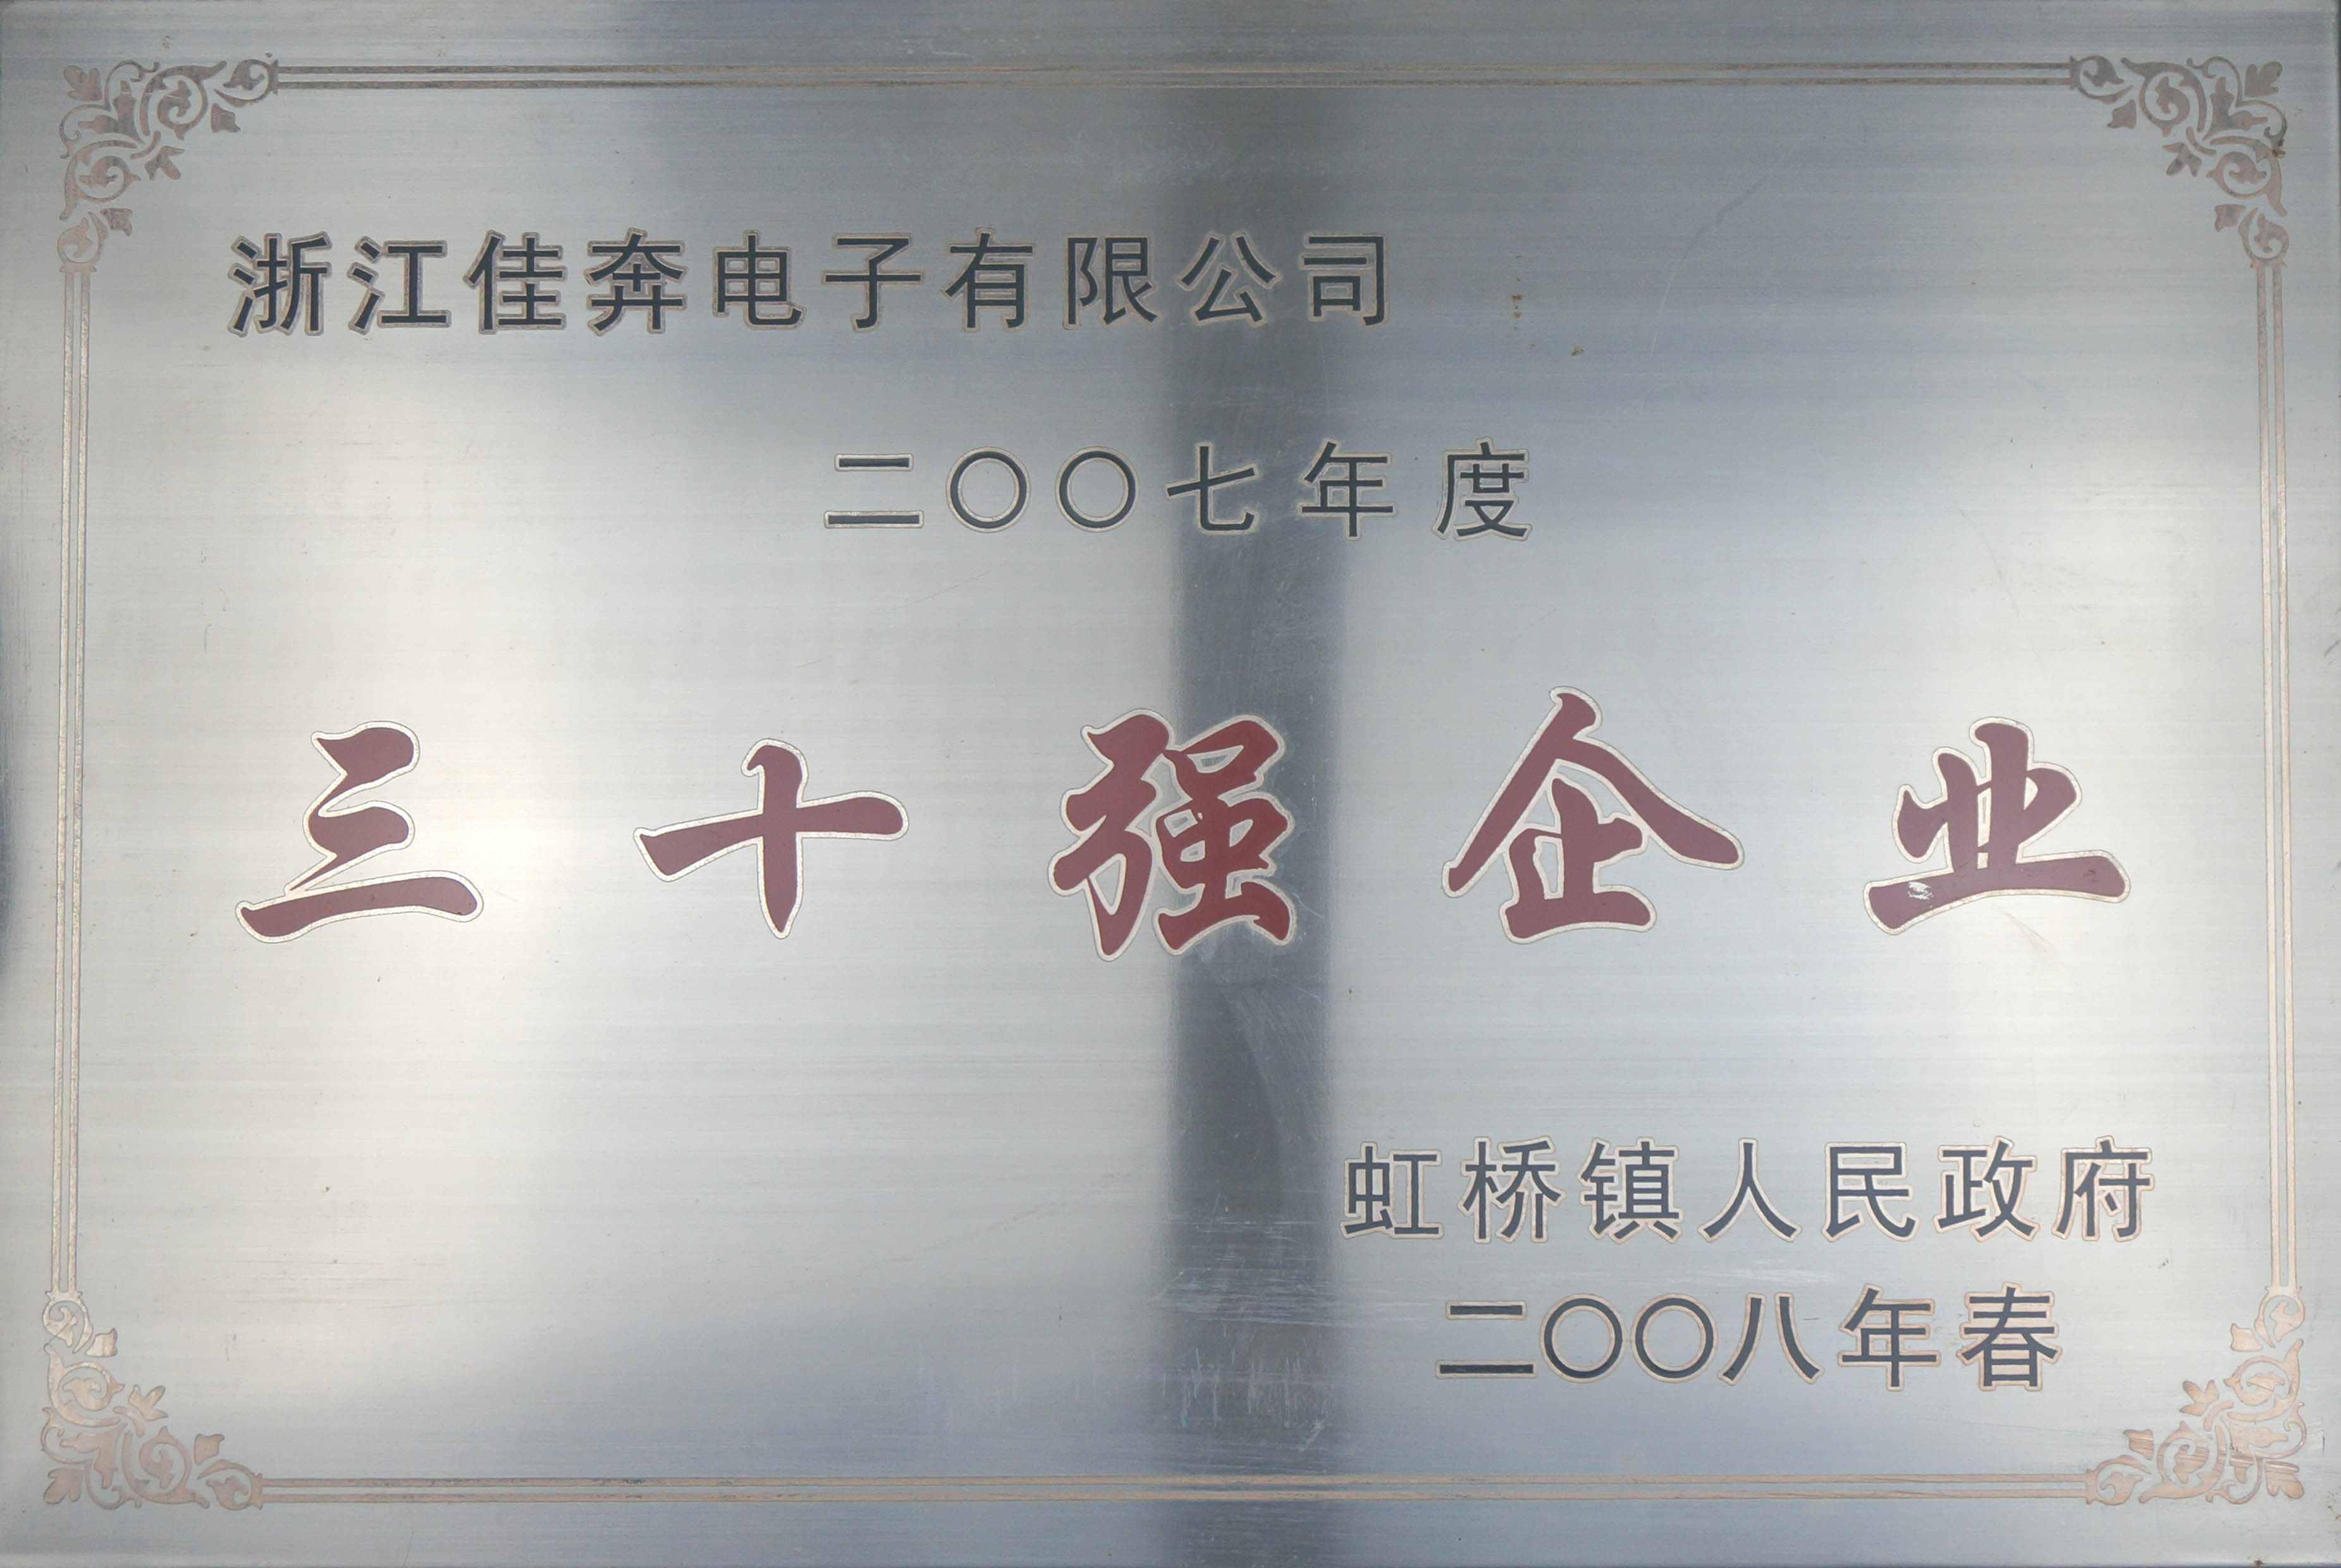 浙江佳奔电子有限公司
二〇〇七年度
三十强企业
虹桥镇人民政府
二〇〇八年春